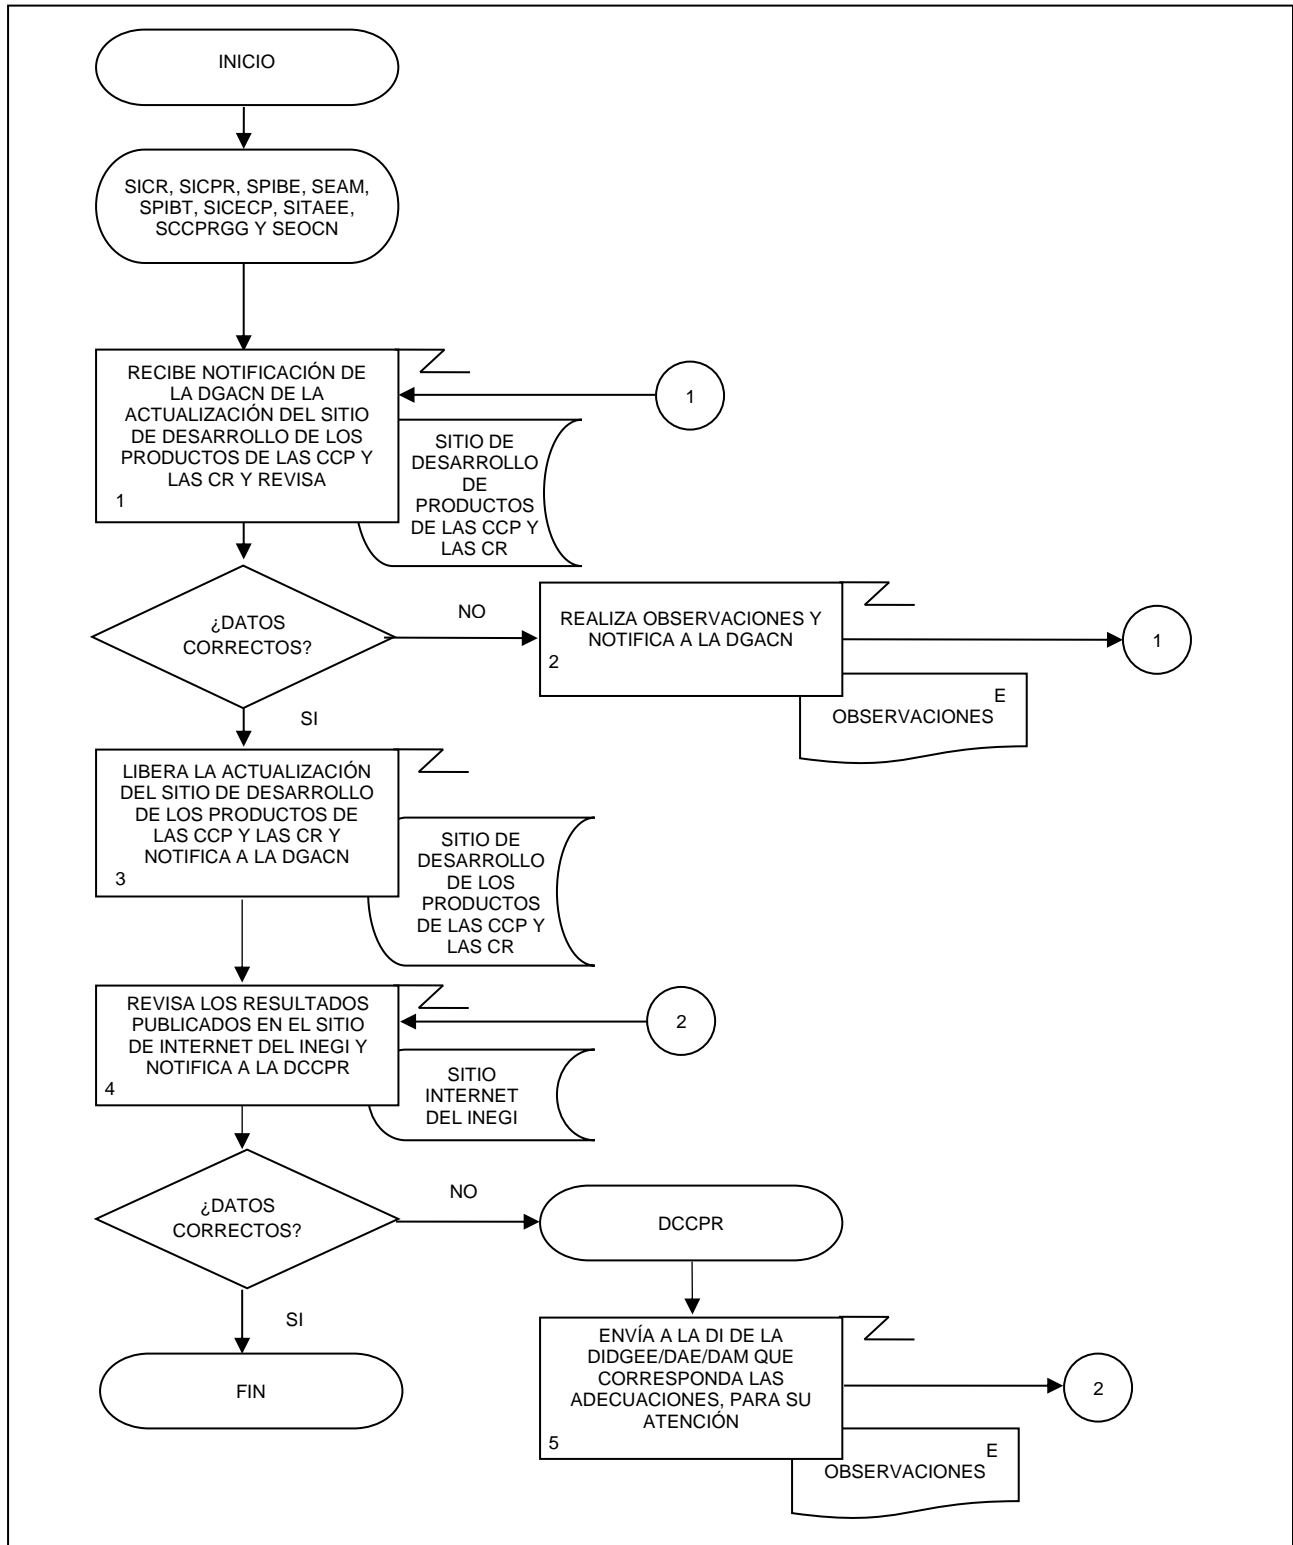 INICIO
SICR, SICPR, SPIBE, SEAM,
SPIBT, SICECP, SITAEE,
SCCPRGG Y SEOCN
RECIBE NOTIFICACIÓN DE
LA DGACN DE LA
ACTUALIZACIÓN DEL SITIO
DE DESARROLLO DE LOS
PRODUCTOS DE LAS CCP Y
LAS CR Y REVISA
1
1
SITIO DE
DESARROLLO
DE
PRODUCTOS
DE LAS CCP Y
LAS CR
¿DATOS
CORRECTOS?
NO
REALIZA OBSERVACIONES Y
NOTIFICA A LA DGACN
2
1
E
OBSERVACIONES
SI
LIBERA LA ACTUALIZACIÓN
DEL SITIO DE DESARROLLO
DE LOS PRODUCTOS DE
LAS CCP Y LAS CR Y
NOTIFICA A LA DGACN
3
SITIO DE
DESARROLLO
DE LOS
PRODUCTOS
DE LAS CCP Y
LAS CR
REVISA LOS RESULTADOS
PUBLICADOS EN EL SITIO
DE INTERNET DEL INEGI Y
NOTIFICA A LA DCCPR
4
2
SITIO
INTERNET
DEL INEGI
¿DATOS
CORRECTOS?
NO
DCCPR
SI
FIN
ENVÍA A LA DI DE LA
DIDGEE/DAE/DAM QUE
CORRESPONDA LAS
ADECUACIONES, PARA SU
ATENCIÓN
5
2
E
OBSERVACIONES